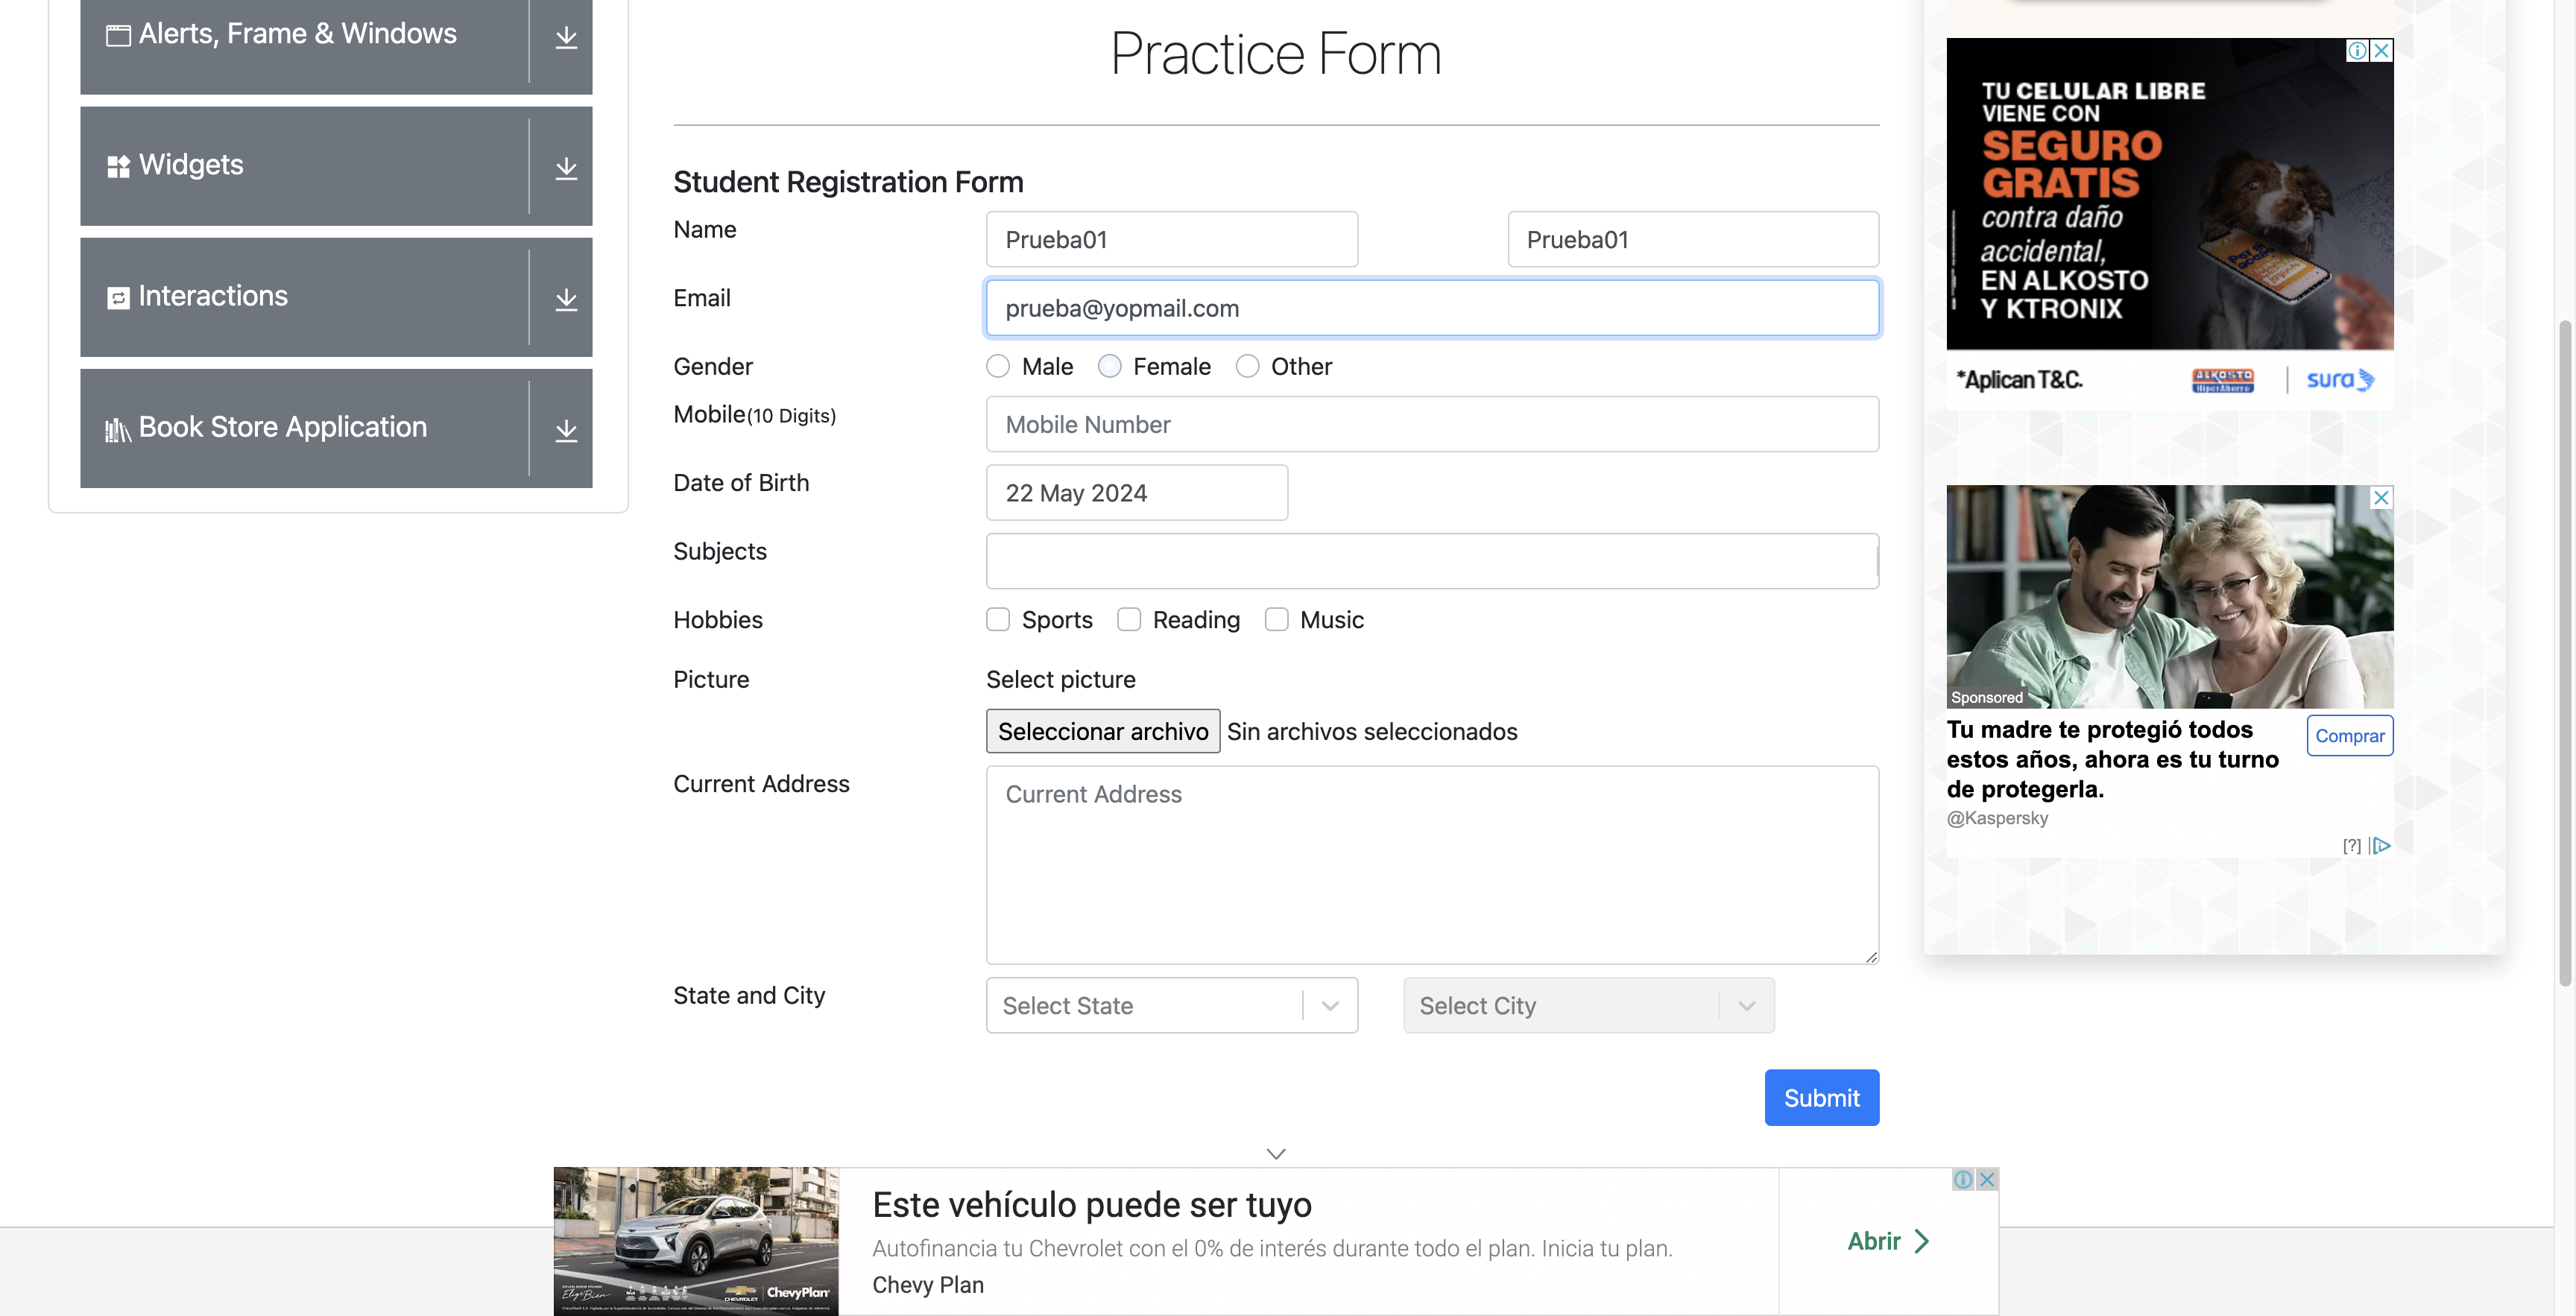 Alerts, Frame & Windows
Widgets
Interactions
Book Store Application
Practice Form
Student Registration Form
Name
Prueba01
Prueba01
Email
prueba@yopmail.com
Gender
Male
Female
Other
Mobile(10 Digits)
Mobile Number
Date of Birth
22 May 2024
Subjects
Hobbies
Sports
Reading
Music
Picture
Select picture
Seleccionar archivo
Sin archivos seleccionados
Current Address
Current Address
State and City
Select State
Select City
Submit
TU CELULAR LIBRE
VIENE CON
SEGURO
GRATIS
contra daño
accidental,
EN ALKOSTO
Y KTRONIX
*Aplican T&C.
ALKOSTO
HiperAhorro
sura
Sponsored
Tu madre te protegió todos
estos años, ahora es tu turno
de protegerla.
Comprar
@Kaspersky
[?]
Este vehículo puede ser tuyo
Autofinancia tu Chevrolet con el 0% de interés durante todo el plan. Inicia tu plan.
Chevy Plan
Abrir
Elige Bien
CHEVROLET
ChevyPlan